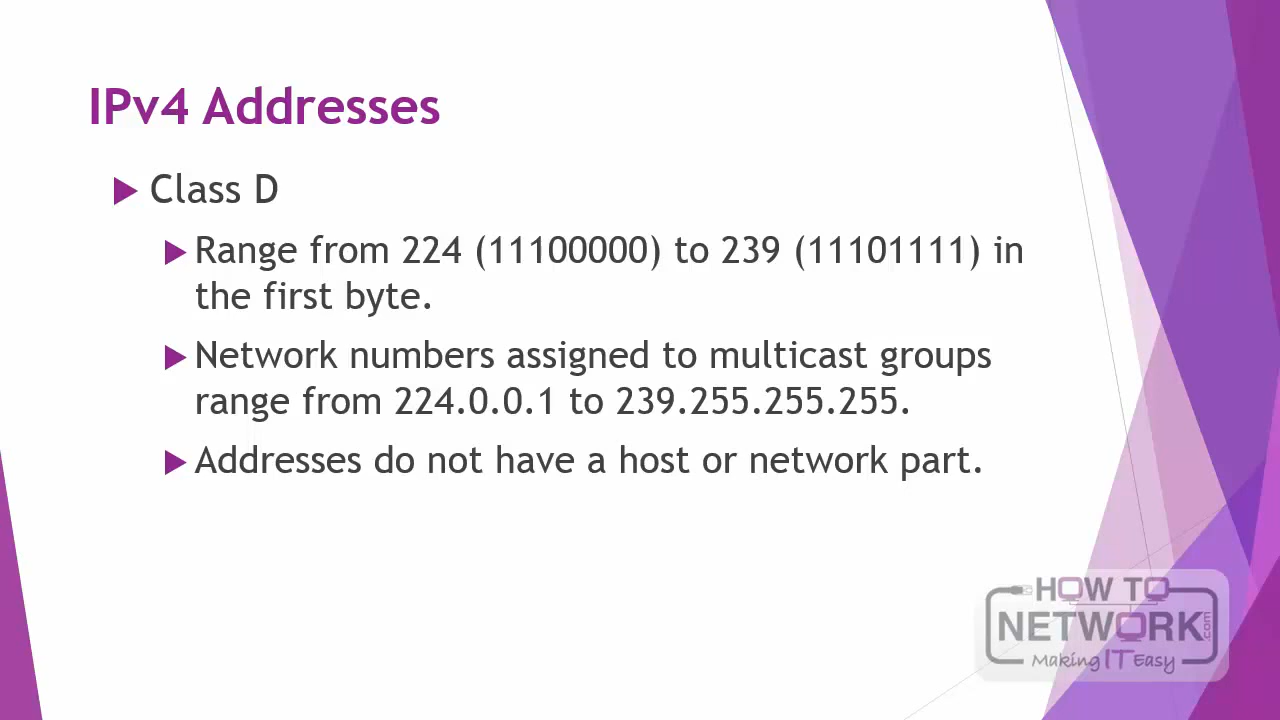 IPv4 Addresses
Class D
Range from 224 (11100000) to 239 (11101111) in
the first byte.
Network numbers assigned to multicast groups
range from 224.0.0.1 to 239.255.255.255.
Addresses do not have a host or network part.
HOW TO
NETWORK.com
Making IT Easy